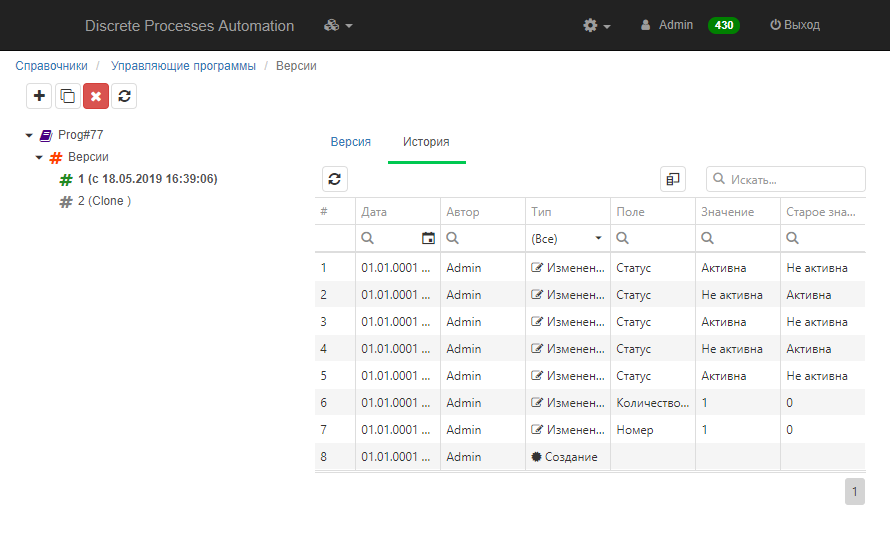 Discrete Processes Automation Admin 430 Выход
Справочники / Управляющие программы / Версии
Prog#77
Версии
1 (с 18.05.2019 16:39:06)
2 (Clone )
Версия История
Искать...
# Дата Автор Тип Поле Значение Старое зна...
(Все)
1 01.01.0001 ... Admin Изменен... Статус Активна Не активна
2 01.01.0001 ... Admin Изменен... Статус Не активна Активна
3 01.01.0001 ... Admin Изменен... Статус Активна Не активна
4 01.01.0001 ... Admin Изменен... Статус Не активна Активна
5 01.01.0001 ... Admin Изменен... Статус Активна Не активна
6 01.01.0001 ... Admin Изменен... Количество... 1 0
7 01.01.0001 ... Admin Изменен... Номер 1 0
8 01.01.0001 ... Admin Создание
1